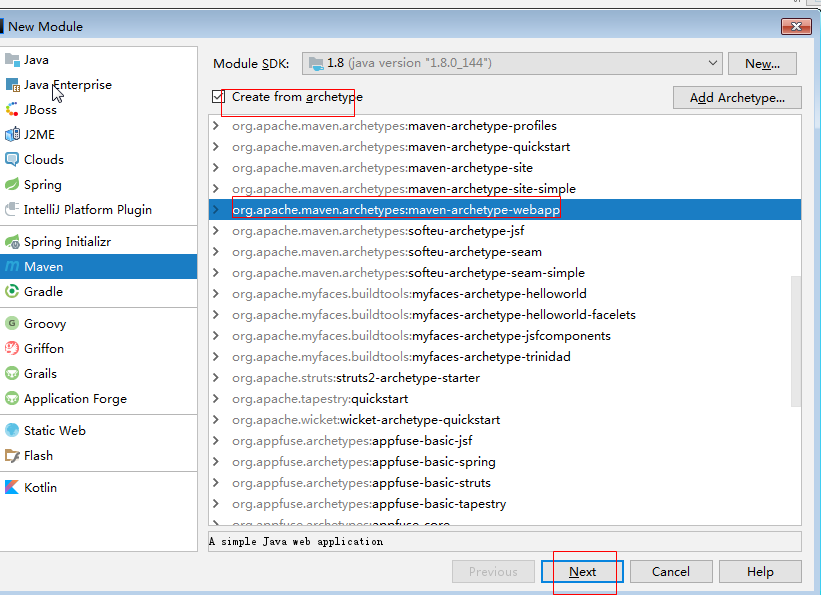 New Module
Java
Java Enterprise
JBoss
J2ME
Clouds
Spring
IntelliJ Platform Plugin
Spring Initializr
Maven
Gradle
Groovy
Griffon
Grails
Application Forge
Static Web
Flash
Kotlin
Module SDK: 1.8 (java version "1.8.0_144") New...
Create from archetype Add Archetype...
org.apache.maven.archetypes:maven-archetype-profiles
org.apache.maven.archetypes:maven-archetype-quickstart
org.apache.maven.archetypes:maven-archetype-site
org.apache.maven.archetypes:maven-archetype-site-simple
org.apache.maven.archetypes:maven-archetype-webapp
org.apache.maven.archetypes:softeu-archetype-jsf
org.apache.maven.archetypes:softeu-archetype-seam
org.apache.maven.archetypes:softeu-archetype-seam-simple
org.apache.myfaces.buildtools:myfaces-archetype-helloworld
org.apache.myfaces.buildtools:myfaces-archetype-helloworld-facelets
org.apache.myfaces.buildtools:myfaces-archetype-jsfcomponents
org.apache.myfaces.buildtools:myfaces-archetype-trinidad
org.apache.struts:struts2-archetype-starter
org.apache.tapestry:quickstart
org.apache.wicket:wicket-archetype-quickstart
org.appfuse.archetypes:appfuse-basic-jsf
org.appfuse.archetypes:appfuse-basic-spring
org.appfuse.archetypes:appfuse-basic-struts
org.appfuse.archetypes:appfuse-basic-tapestry
org.appfuse.archetypes:appfuse-core
A simple Java web application
Previous Next Cancel Help